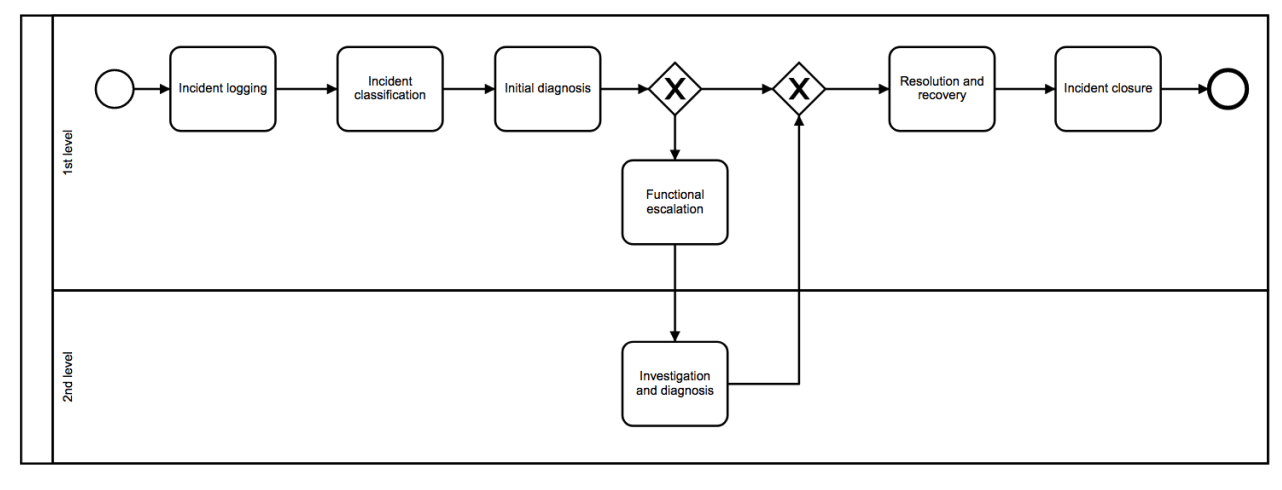 1st level
Incident logging
Incident
classification
Initial diagnosis
X
X
Resolution and
recovery
Incident closure
Functional
escalation
2nd level
Investigation
and diagnosis